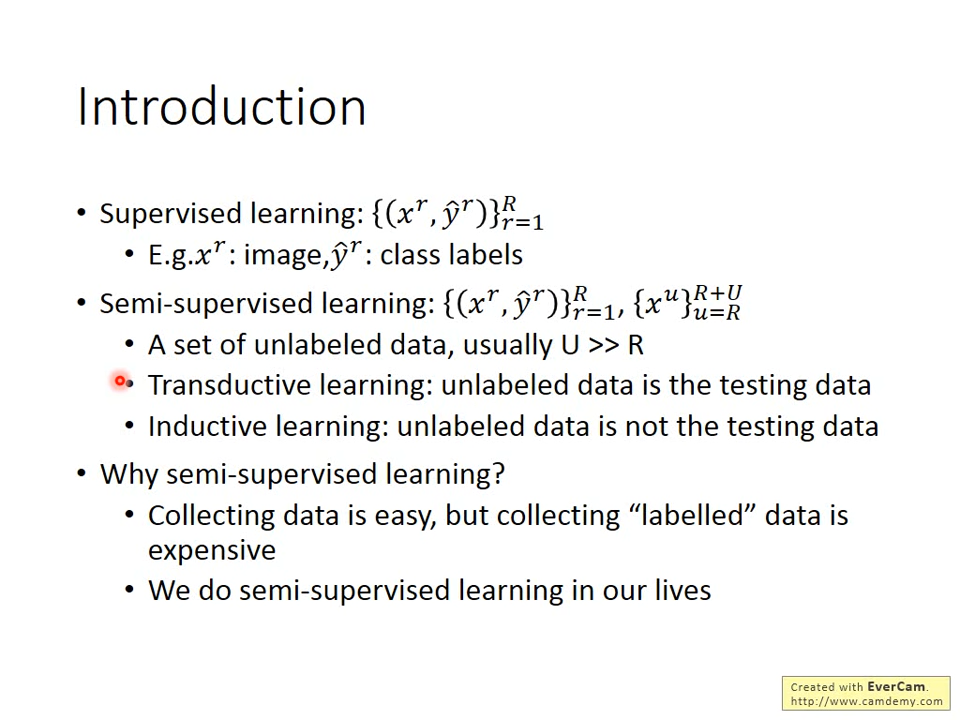 Introduction
• Supervised learning: {(x^r, ŷ^r)}_{r=1}^R
• E.g.x^r: image,ŷ^r: class labels
• Semi-supervised learning: {(x^r, ŷ^r)}_{r=1}^R, {x^u}_{u=R}^{R+U}
• A set of unlabeled data, usually U >> R
• Transductive learning: unlabeled data is the testing data
• Inductive learning: unlabeled data is not the testing data
• Why semi-supervised learning?
• Collecting data is easy, but collecting “labelled” data is
expensive
• We do semi-supervised learning in our lives
Created with EverCam.
http://www.camdemy.com